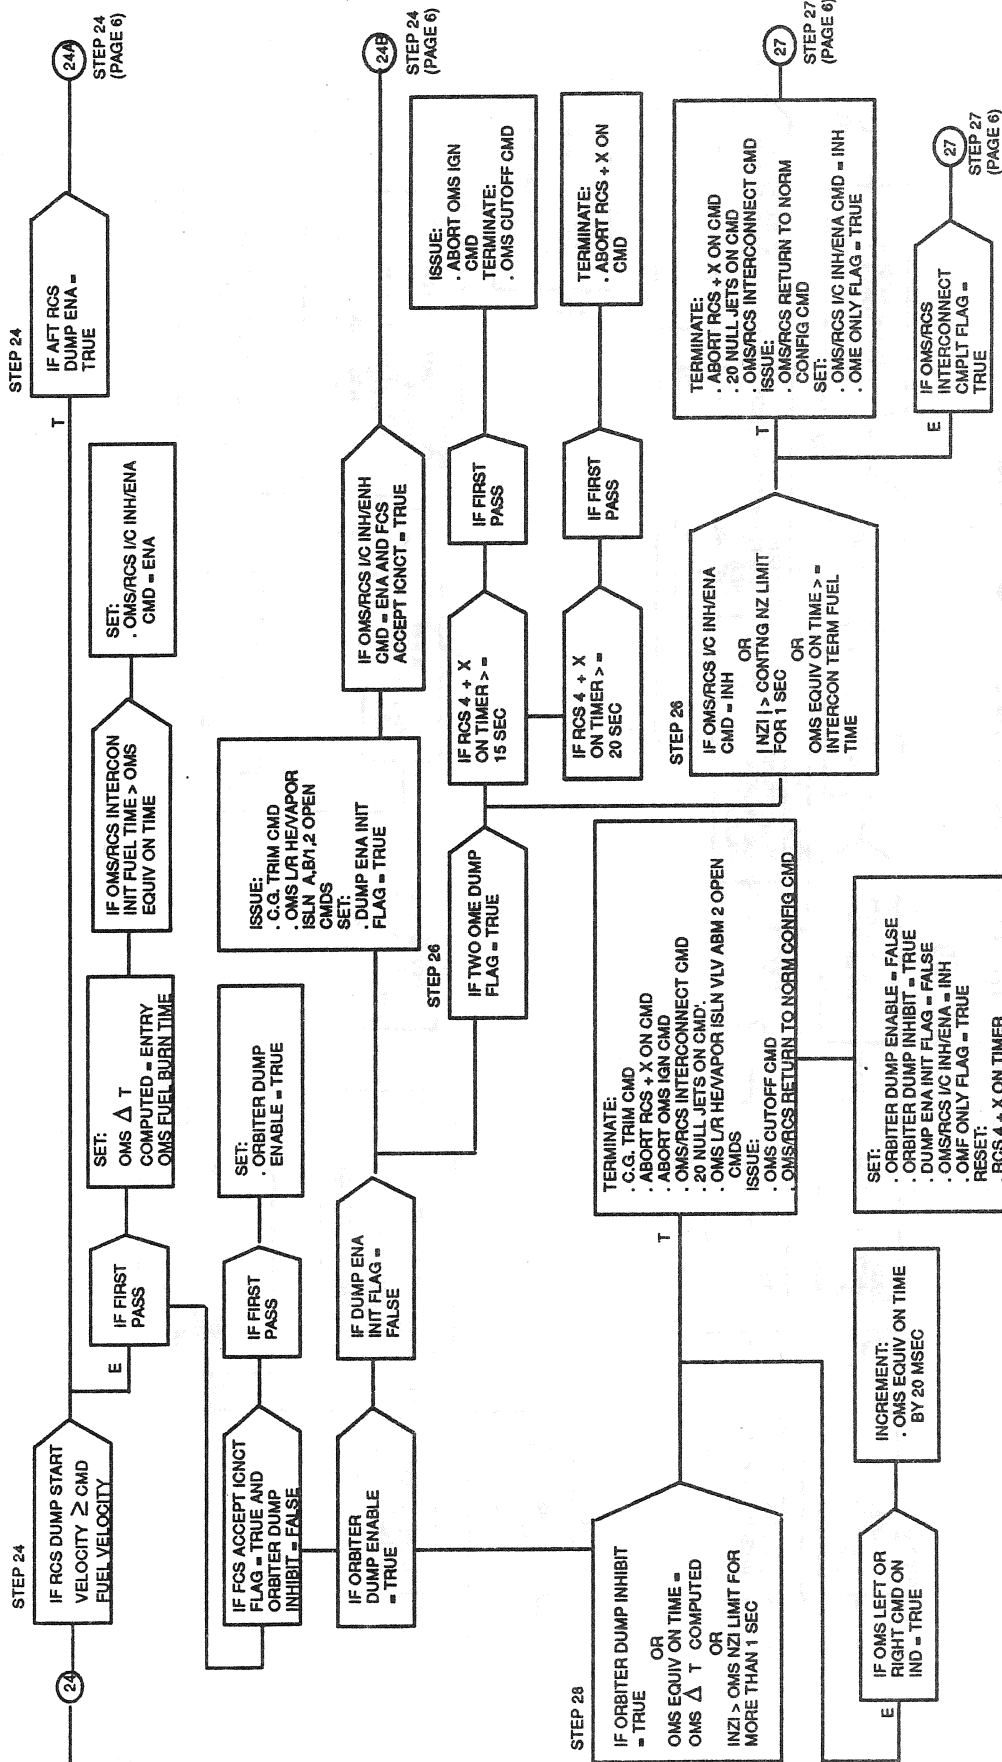 24
STEP 24
IF RCS DUMP START
VELOCITY ≥ CMD
FUEL VELOCITY
T
E
STEP 24
IF AFT RCS
DUMP ENA =
TRUE
24A
STEP 24
(PAGE 6)
IF FIRST
PASS
SET:
OMS Δ T
COMPUTED = ENTRY
OMS FUEL BURN TIME
IF OMS/RCS INTERCON
INIT FUEL TIME > OMS
EQUIV ON TIME
SET:
. OMS/RCS I/C INH/ENA
CMD = ENA
IF FCS ACCEPT ICNCT
FLAG = TRUE AND
ORBITER DUMP
INHIBIT = FALSE
IF FIRST
PASS
SET:
. ORBITER DUMP
ENABLE = TRUE
IF ORBITER
DUMP ENABLE
= TRUE
IF DUMP ENA
INIT FLAG =
FALSE
ISSUE:
. C.G. TRIM CMD
. OMS L/R HE/VAPOR
ISLN A,B/1,2 OPEN
CMDS
SET:
. DUMP ENA INIT
FLAG = TRUE
IF OMS/RCS I/C INH/ENH
CMD = ENA AND FCS
ACCEPT ICNCT = TRUE
24B
STEP 24
(PAGE 6)
STEP 26
IF TWO OME DUMP
FLAG = TRUE
IF RCS 4 + X
ON TIMER > =
15 SEC
IF FIRST
PASS
ISSUE:
. ABORT OMS IGN
CMD
TERMINATE:
. OMS CUTOFF CMD
IF RCS 4 + X
ON TIMER > =
20 SEC
IF FIRST
PASS
TERMINATE:
. ABORT RCS + X ON
CMD
STEP 26
IF OMS/RCS I/C INH/ENA
CMD = INH
OR
| NZI | > CONTNG NZ LIMIT
FOR 1 SEC
OR
OMS EQUIV ON TIME > =
INTERCON TERM FUEL
TIME
T
E
TERMINATE:
. ABORT RCS + X ON CMD
. 20 NULL JETS ON CMD
. OMS/RCS INTERCONNECT CMD
ISSUE:
. OMS/RCS RETURN TO NORM
CONFIG CMD
SET:
. OMS/RCS I/C INH/ENA CMD = INH
. OME ONLY FLAG = TRUE
27
STEP 27
(PAGE 6)
IF OMS/RCS
INTERCONNECT
CMPLT FLAG =
TRUE
27
STEP 27
(PAGE 6)
STEP 28
IF ORBITER DUMP INHIBIT
= TRUE
OR
OMS EQUIV ON TIME =
OMS Δ T COMPUTED
OR
INZI > OMS NZI LIMIT FOR
MORE THAN 1 SEC
T
TERMINATE:
. C.G. TRIM CMD
. ABORT RCS + X ON CMD
. ABORT OMS IGN CMD
. OMS/RCS INTERCONNECT CMD
. 20 NULL JETS ON CMD'.
. OMS L/R HE/VAPOR ISLN VLV ABM 2 OPEN
CMDS
ISSUE:
. OMS CUTOFF CMD
. OMS/RCS RETURN TO NORM CONFIG CMD
SET:
. ORBITER DUMP ENABLE = FALSE
. ORBITER DUMP INHIBIT = TRUE
. DUMP ENA INIT FLAG = FALSE
. OMS/RCS I/C INH/ENA = INH
. OMF ONLY FLAG = TRUE
RESET:
. RCS 4 + X ON TIMER
E
IF OMS LEFT OR
RIGHT CMD ON
IND = TRUE
INCREMENT:
. OMS EQUIV ON TIME
BY 20 MSEC